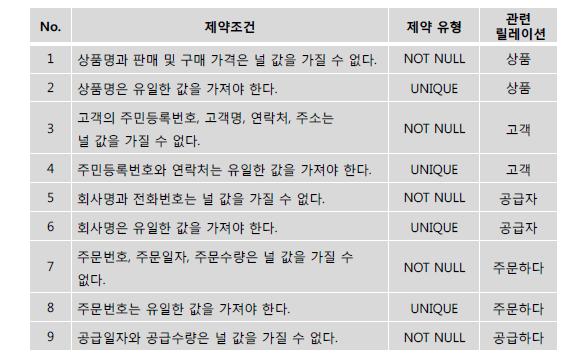 No. 제약조건 제약 유형 관련 릴레이션
1 상품명과 판매 및 구매 가격은 널 값을 가질 수 없다. NOT NULL 상품
2 상품명은 유일한 값을 가져야 한다. UNIQUE 상품
3 고객의 주민등록번호, 고객명, 연락처, 주소는
널 값을 가질 수 없다. NOT NULL 고객
4 주민등록번호와 연락처는 유일한 값을 가져야 한다. UNIQUE 고객
5 회사명과 전화번호는 널 값을 가질 수 없다. NOT NULL 공급자
6 회사명은 유일한 값을 가져야 한다. UNIQUE 공급자
7 주문번호, 주문일자, 주문수량은 널 값을 가질 수
없다. NOT NULL 주문하다
8 주문번호는 유일한 값을 가져야 한다. UNIQUE 주문하다
9 공급일자와 공급수량은 널 값을 가질 수 없다. NOT NULL 공급하다